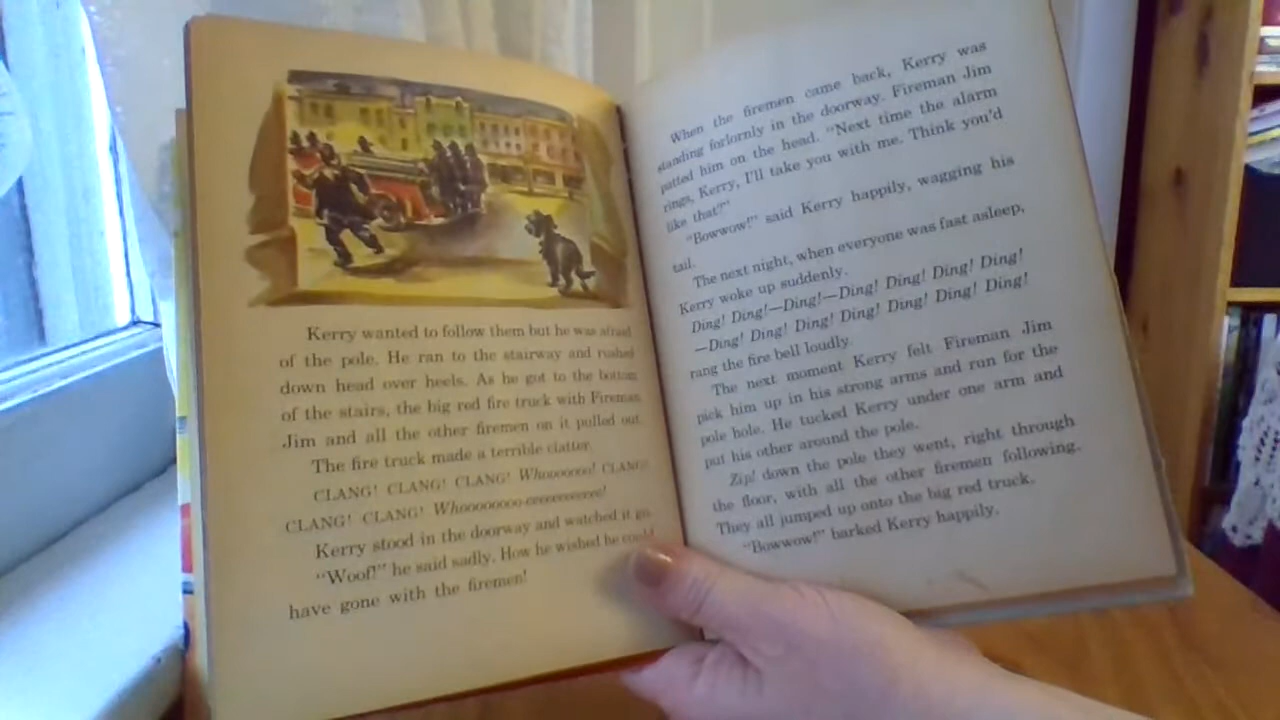 Kerry wanted to follow them but he was afraid
of the pole. He ran to the stairway and rushed
down head over heels. As he got to the bottom
of the stairs, the big red fire truck with Fireman
Jim and all the other firemen on it pulled out.
The fire truck made a terrible clatter.
CLANG! CLANG! CLANG! Whooooooo! CLANG!
CLANG! CLANG! Whoooooooo-eeeeeeeeeee!
Kerry stood in the doorway and watched it go.
"Woof!" he said sadly. How he wished he could
have gone with the firemen!
When the firemen came back, Kerry was
standing forlornly in the doorway. Fireman Jim
patted him on the head. "Next time the alarm
rings, Kerry, I'll take you with me. Think you'd
like that?"
"Bowwow!" said Kerry happily, wagging his
tail.
The next night, when everyone was fast asleep,
Kerry woke up suddenly.
Ding! Ding!—Ding!—Ding! Ding! Ding! Ding!
—Ding! Ding! Ding! Ding! Ding! Ding! Ding!
rang the fire bell loudly.
The next moment Kerry felt Fireman Jim
pick him up in his strong arms and run for the
pole hole. He tucked Kerry under one arm and
put his other around the pole.
Zip! down the pole they went, right through
the floor, with all the other firemen following.
They all jumped up onto the big red truck.
"Bowwow!" barked Kerry happily.